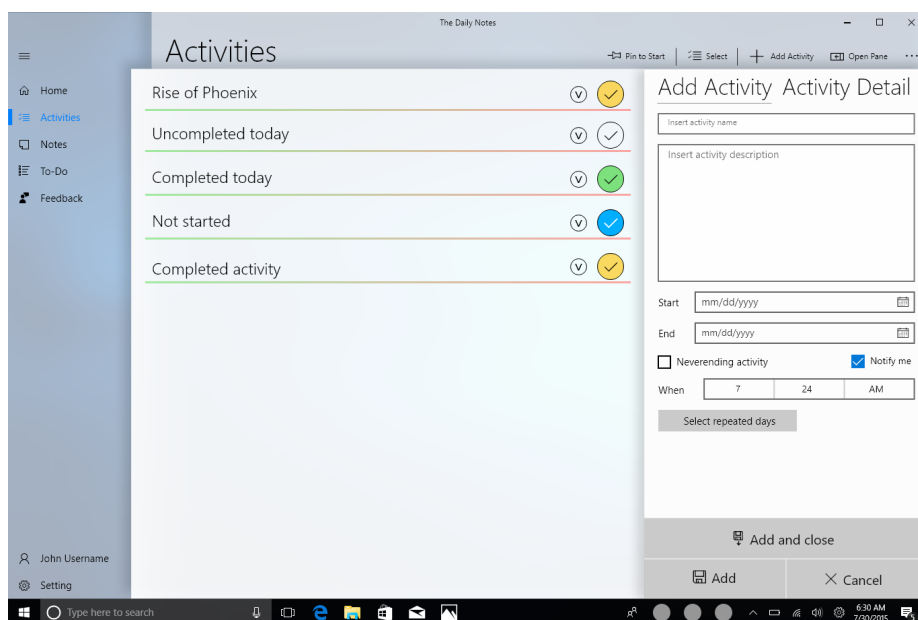 The Daily Notes
Activities
Pin to Start
Select
Add Activity
Open Pane
Home
Activities
Notes
To-Do
Feedback
John Username
Setting
Rise of Phoenix
V
Uncompleted today
V
Completed today
V
Not started
V
Completed activity
V
Add Activity Activity Detail
Insert activity name
Insert activity description
Start mm/dd/yyyy
End mm/dd/yyyy
Neverending activity Notify me
When 7 24 AM
Select repeated days
Add and close
Add Cancel
Type here to search
6:30 AM
7/30/2015
5